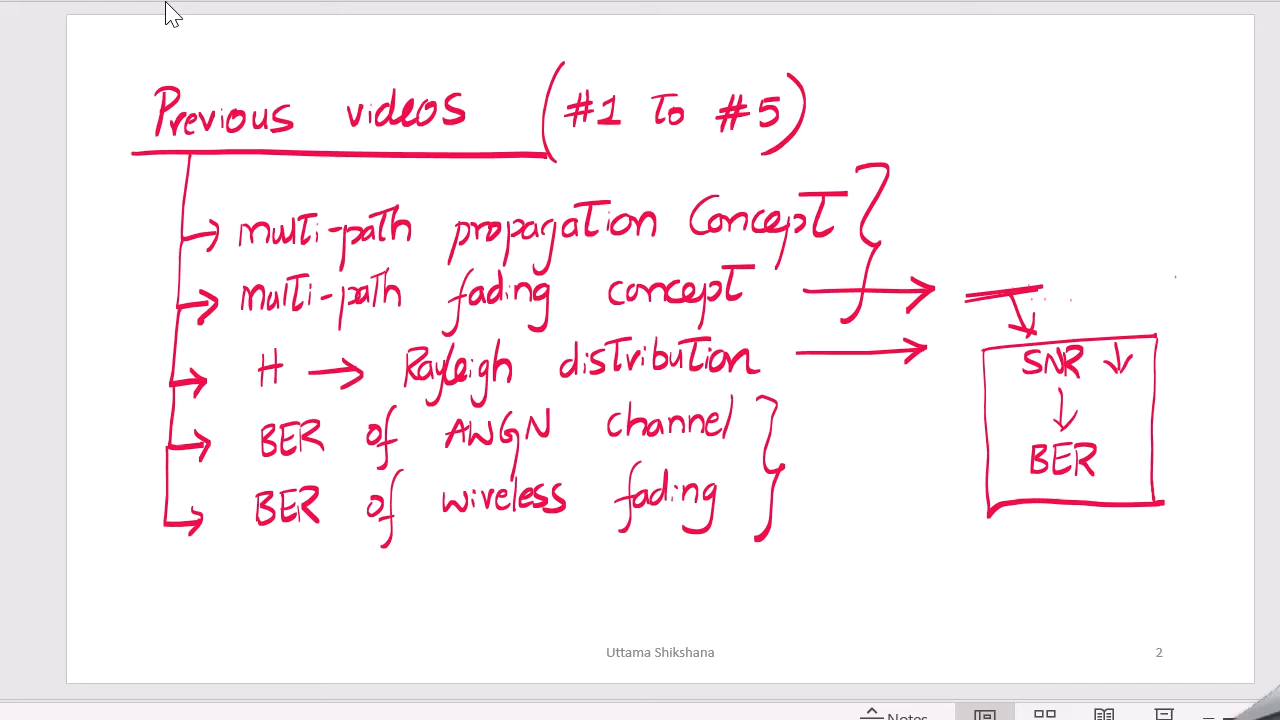 Previous videos (#1 To #5)
multi-path propagation Concept
multi-path fading concept
H → Rayleigh distribution
BER of AWGN channel
BER of wireless fading
SNR ↓
↓
BER
Uttama Shikshana
2
Notes